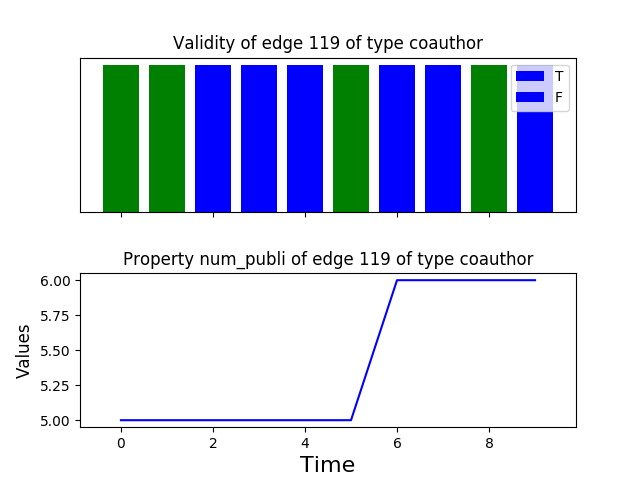 Validity of edge 119 of type coauthor
T
F
Property num_publi of edge 119 of type coauthor
6.00
5.75
5.50
5.25
5.00
Values
0 2 4 6 8
Time